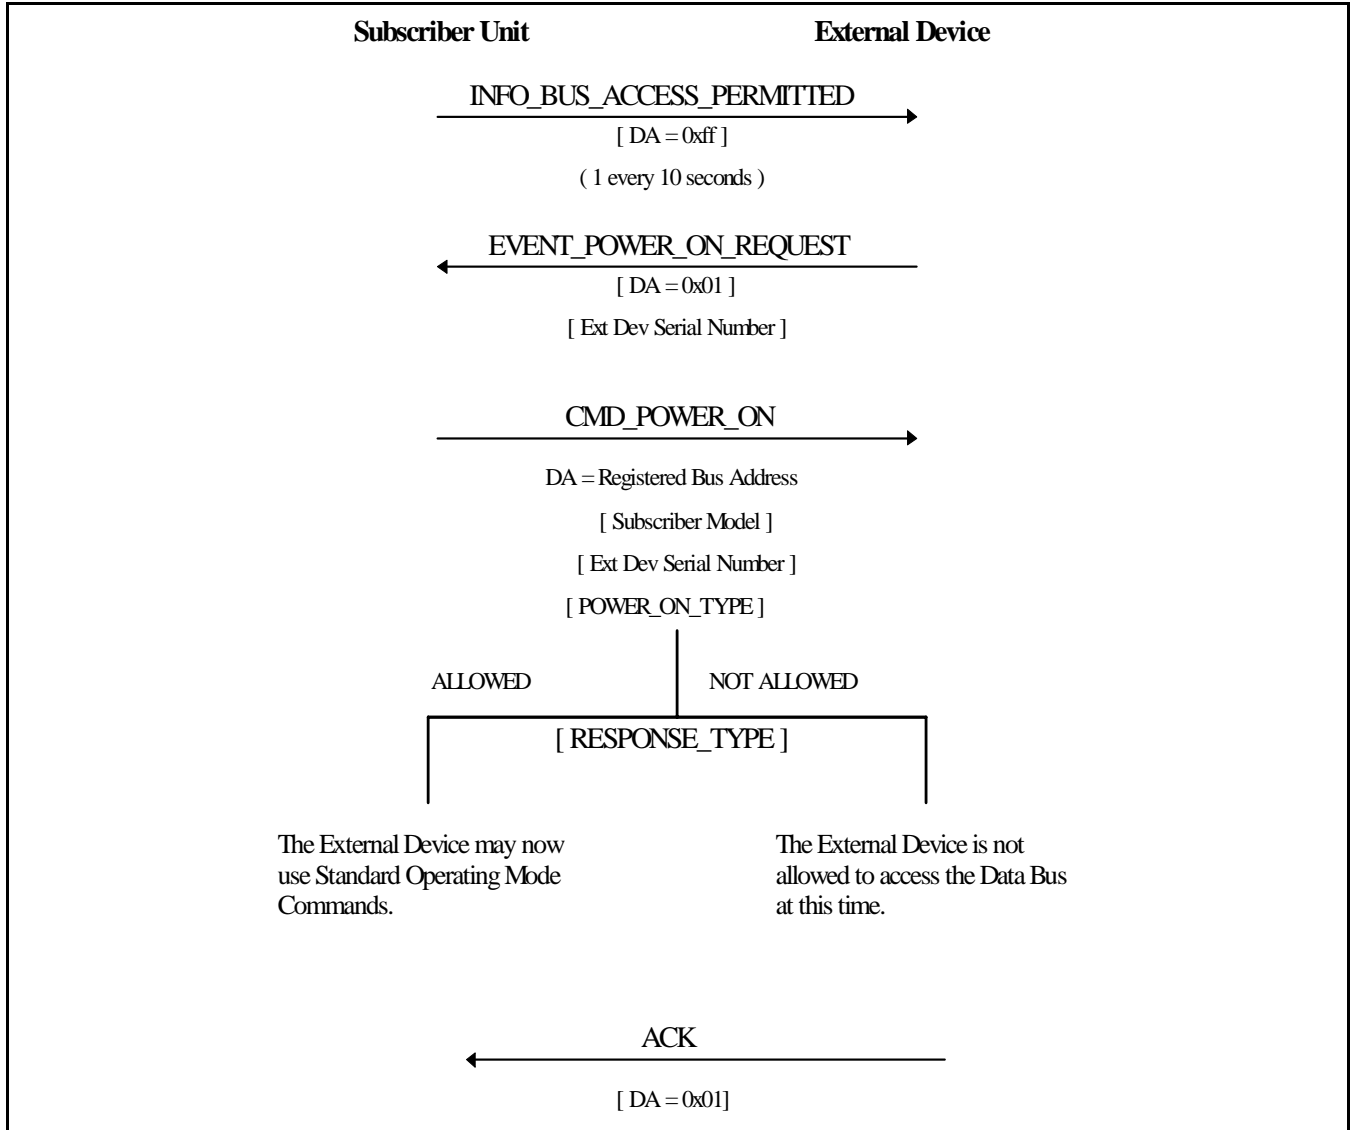 Subscriber Unit External Device
INFO_BUS_ACCESS_PERMITTED
[ DA = 0xff ]
( 1 every 10 seconds )
EVENT_POWER_ON_REQUEST
[ DA = 0x01 ]
[ Ext Dev Serial Number ]
CMD_POWER_ON
DA = Registered Bus Address
[ Subscriber Model ]
[ Ext Dev Serial Number ]
[ POWER_ON_TYPE ]
ALLOWED NOT ALLOWED
[ RESPONSE_TYPE ]
The External Device may now
use Standard Operating Mode
Commands.
The External Device is not
allowed to access the Data Bus
at this time.
ACK
[ DA = 0x01]